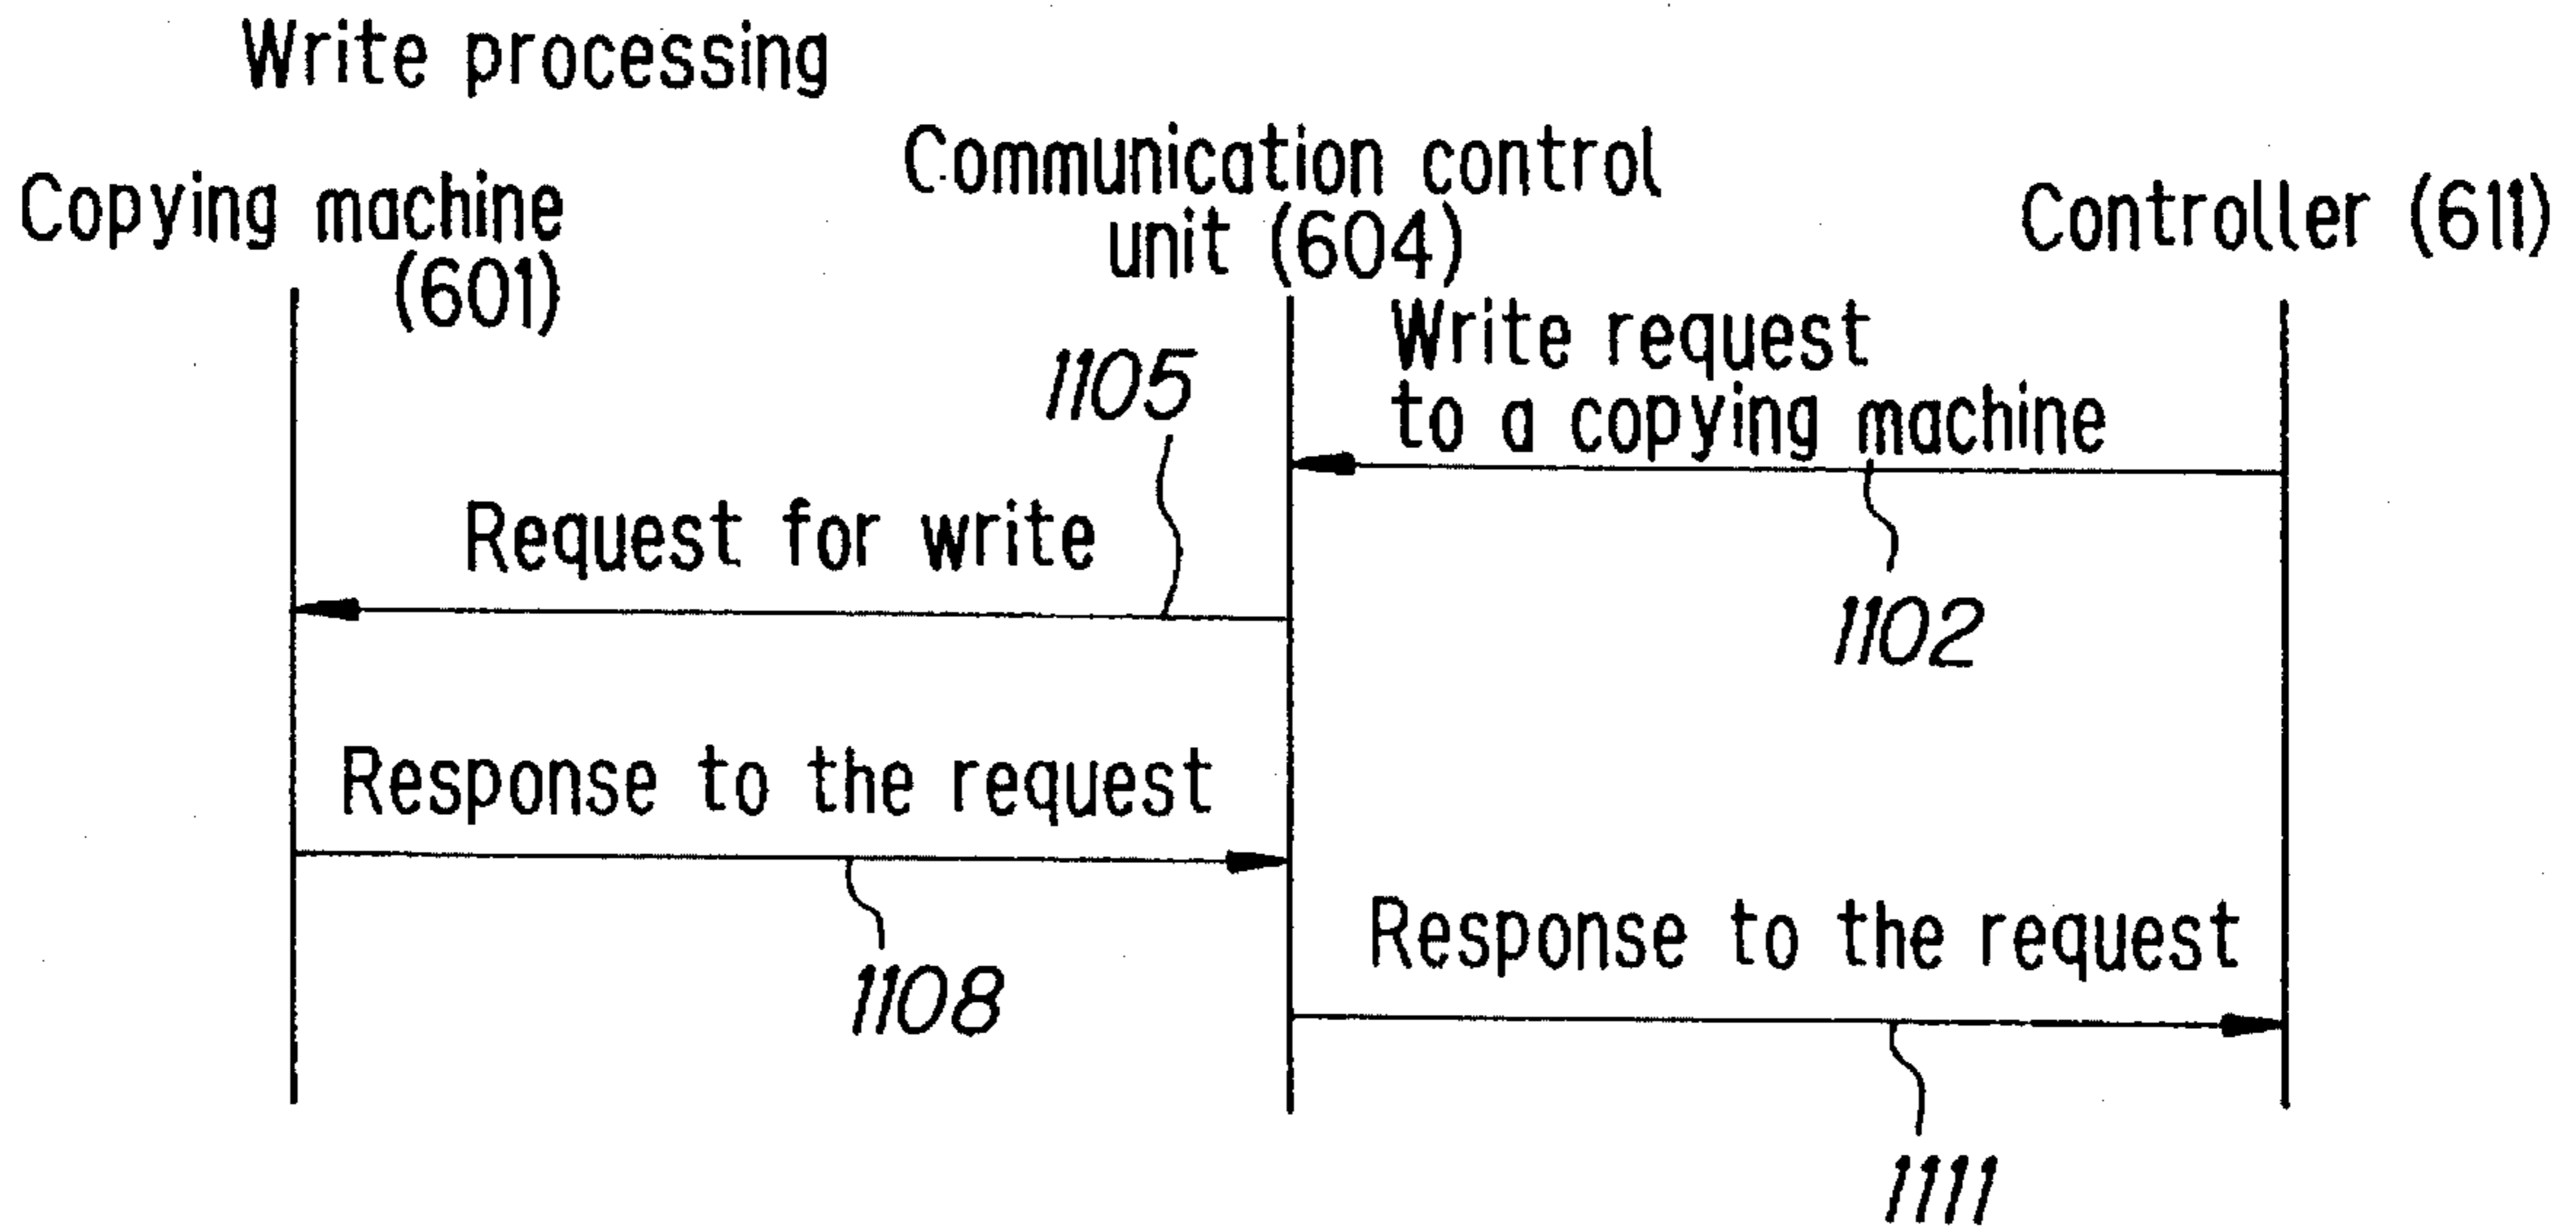 Write processing
Copying machine
(601)
Communication control
unit (604)
Controller (611)
Write request
to a copying machine
1105
1102
Request for write
Response to the request
1108
Response to the request
1111